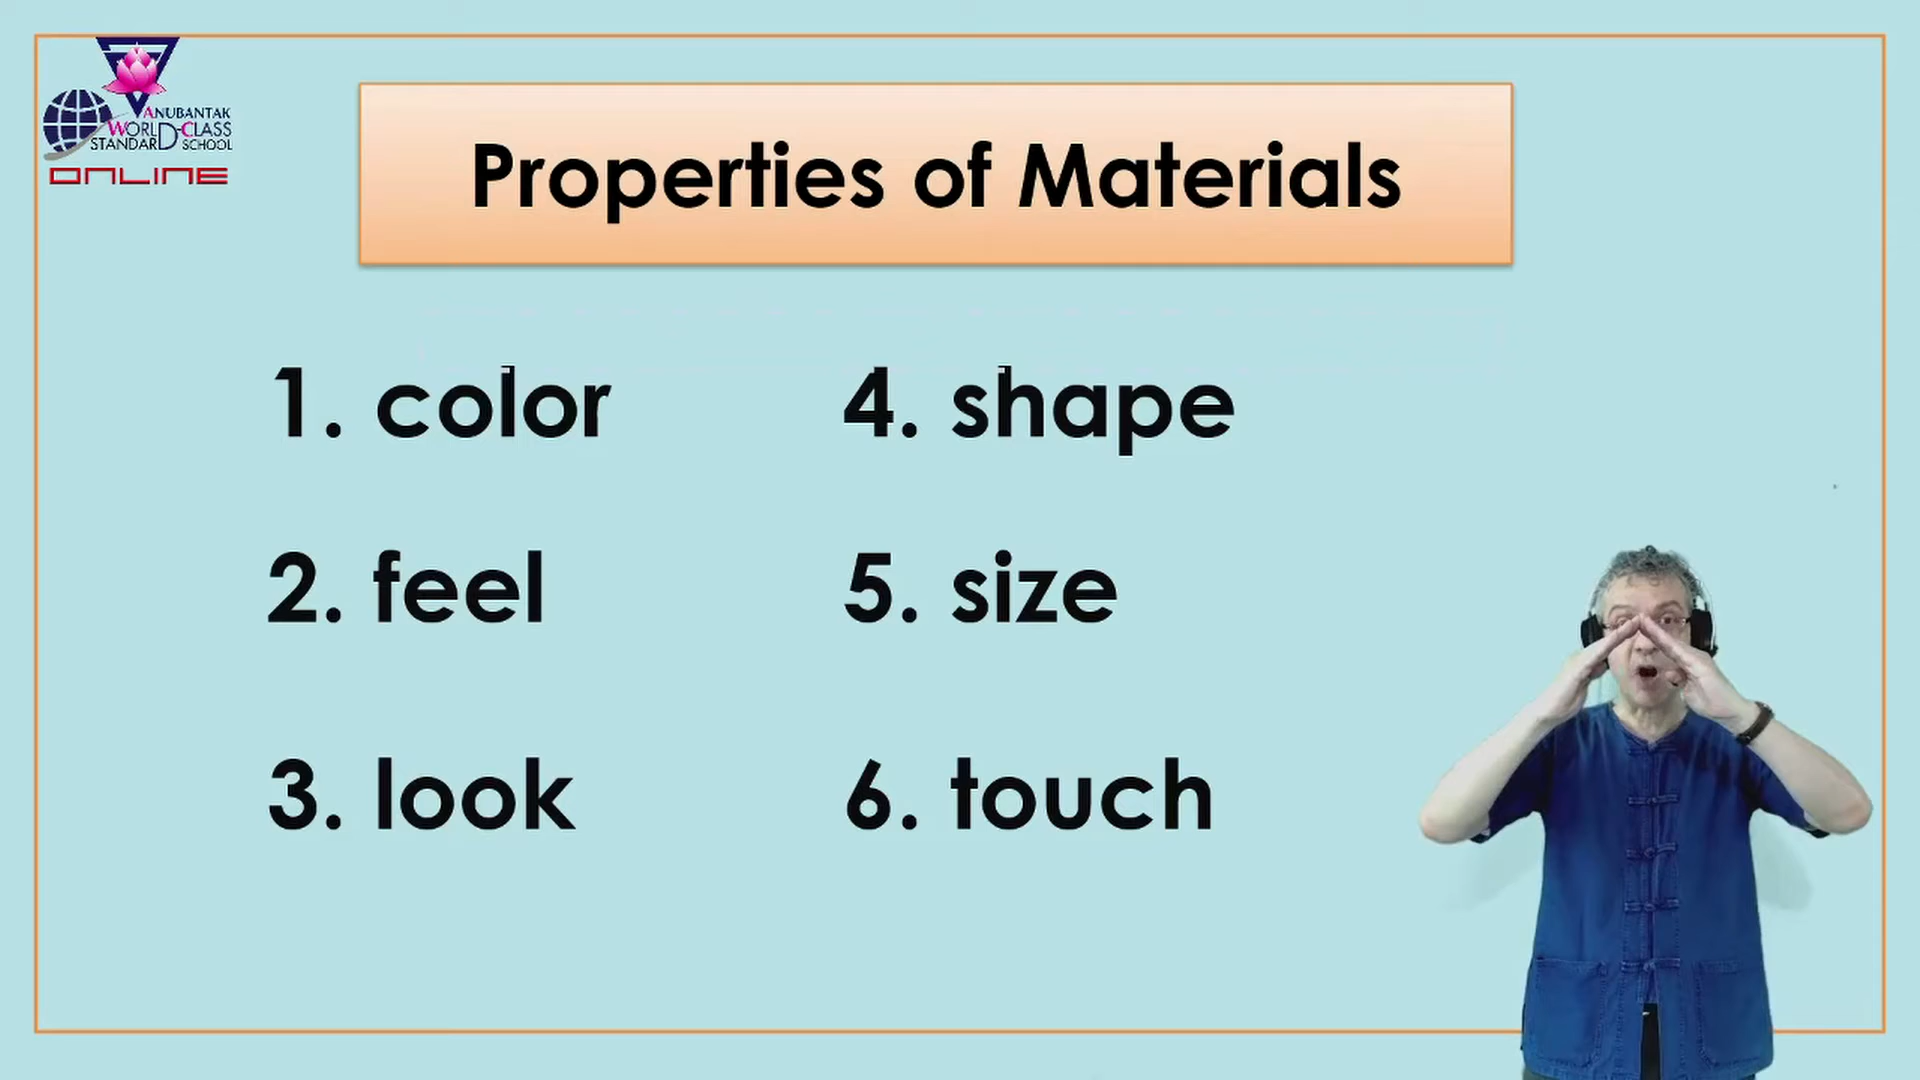 ANUBANTAK
WORLD-CLASS
STANDARD SCHOOL
ONLINE
Properties of Materials
1. color
2. feel
3. look
4. shape
5. size
6. touch